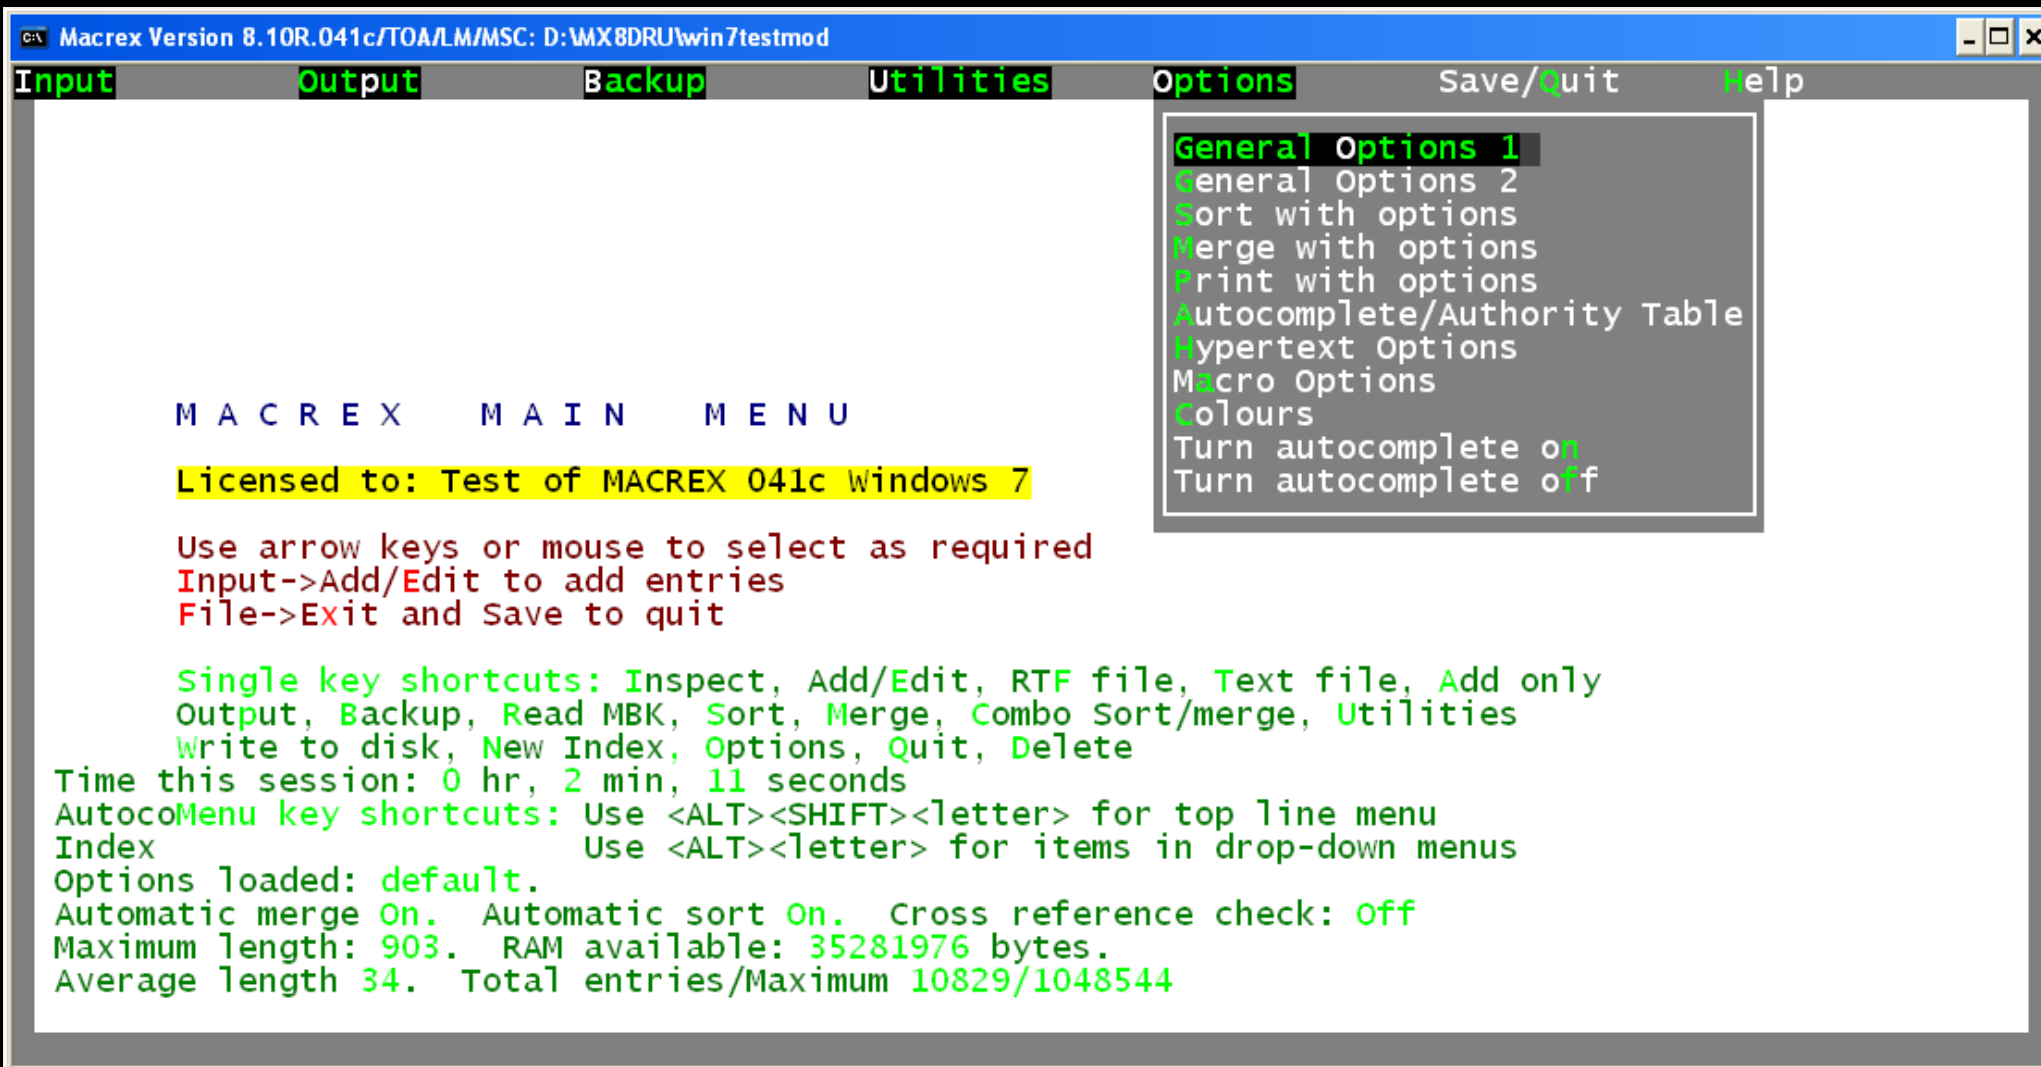 Macrex Version 8.10R.041c/TOA/LM/MSC: D:\MX8DRU\win7testmod
Input Output Backup Utilities Options Save/Quit Help
General Options 1
General Options 2
Sort with options
Merge with options
Print with options
Autocomplete/Authority Table
Hypertext Options
Macro Options
Colours
Turn autocomplete on
Turn autocomplete off
M A C R E X   M A I N   M E N U
Licensed to: Test of MACREX 041c Windows 7
Use arrow keys or mouse to select as required
Input->Add/Edit to add entries
File->Exit and Save to quit
Single key shortcuts: Inspect, Add/Edit, RTF file, Text file, Add only
Output, Backup, Read MBK, Sort, Merge, Combo Sort/merge, Utilities
Write to disk, New Index, Options, Quit, Delete
Time this session: 0 hr, 2 min, 11 seconds
AutocoMenu key shortcuts: Use <ALT><SHIFT><letter> for top line menu
Index Use <ALT><letter> for items in drop-down menus
Options loaded: default.
Automatic merge On. Automatic sort On. Cross reference check: Off
Maximum length: 903. RAM available: 35281976 bytes.
Average length 34. Total entries/Maximum 10829/1048544